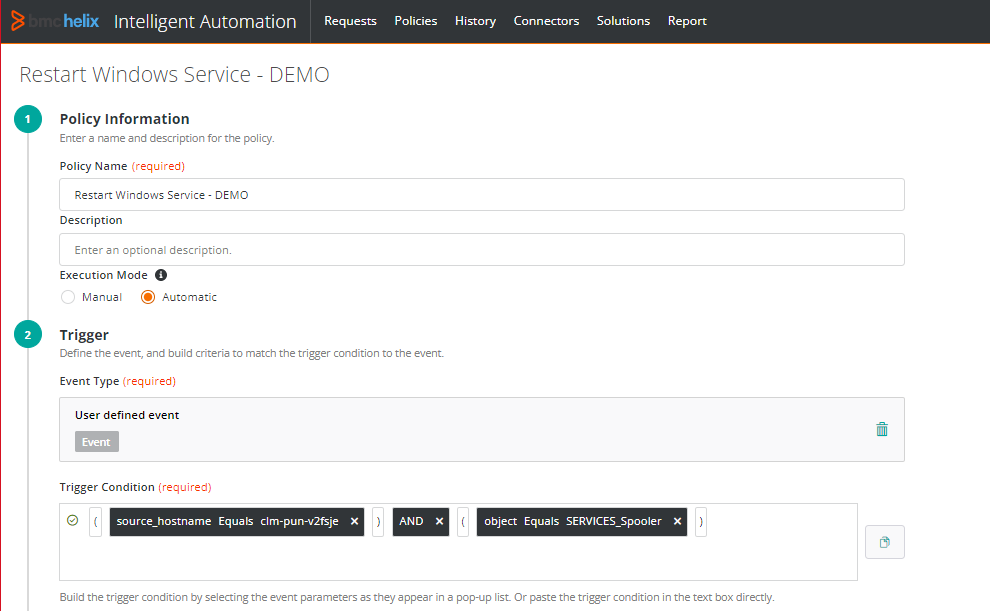 bmc helix Intelligent Automation Requests Policies History Connectors Solutions Report
Restart Windows Service - DEMO
1 Policy Information
Enter a name and description for the policy.
Policy Name (required)
Restart Windows Service - DEMO
Description
Enter an optional description.
Execution Mode i
Manual Automatic
2 Trigger
Define the event, and build criteria to match the trigger condition to the event.
Event Type (required)
User defined event
Event
Trigger Condition (required)
( source_hostname Equals clm-pun-v2fsje × ) AND × ( object Equals SERVICES_Spooler × )
Build the trigger condition by selecting the event parameters as they appear in a pop-up list. Or paste the trigger condition in the text box directly.